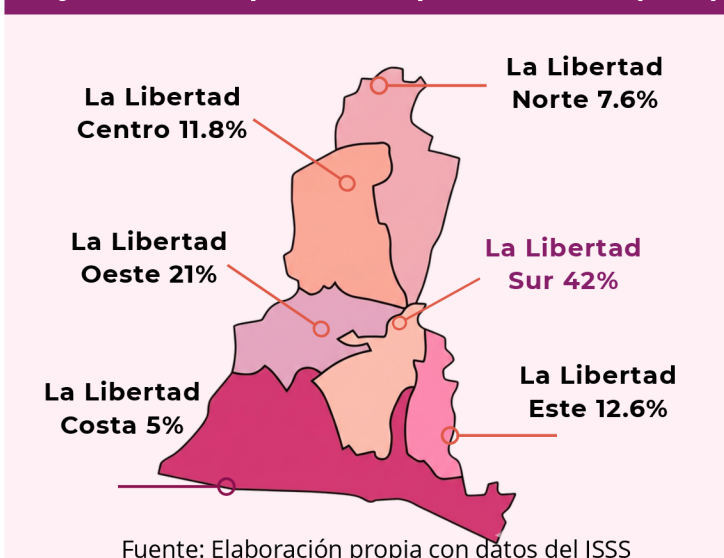 La Libertad
Norte 7.6%
La Libertad
Centro 11.8%
La Libertad
Oeste 21%
La Libertad
Sur 42%
La Libertad
Este 12.6%
La Libertad
Costa 5%
Fuente: Elaboración propia con datos del ISSS